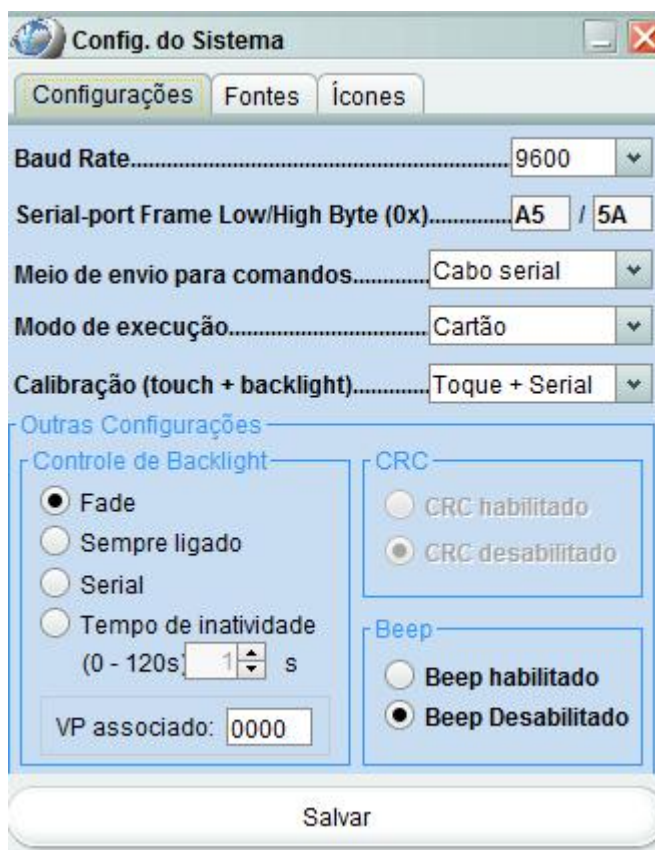 Config. do Sistema
Configurações Fontes Ícones
Baud Rate............................................................... 9600
Serial-port Frame Low/High Byte (0x).............. A5 / 5A
Meio de envio para comandos............. Cabo serial
Modo de execução.................................. Cartão
Calibração (touch + backlight)............. Toque + Serial
Outras Configurações
Controle de Backlight
Fade
Sempre ligado
Serial
Tempo de inatividade
(0 - 120s) 1 s
VP associado: 0000
CRC
CRC habilitado
CRC desabilitado
Beep
Beep habilitado
Beep Desabilitado
Salvar